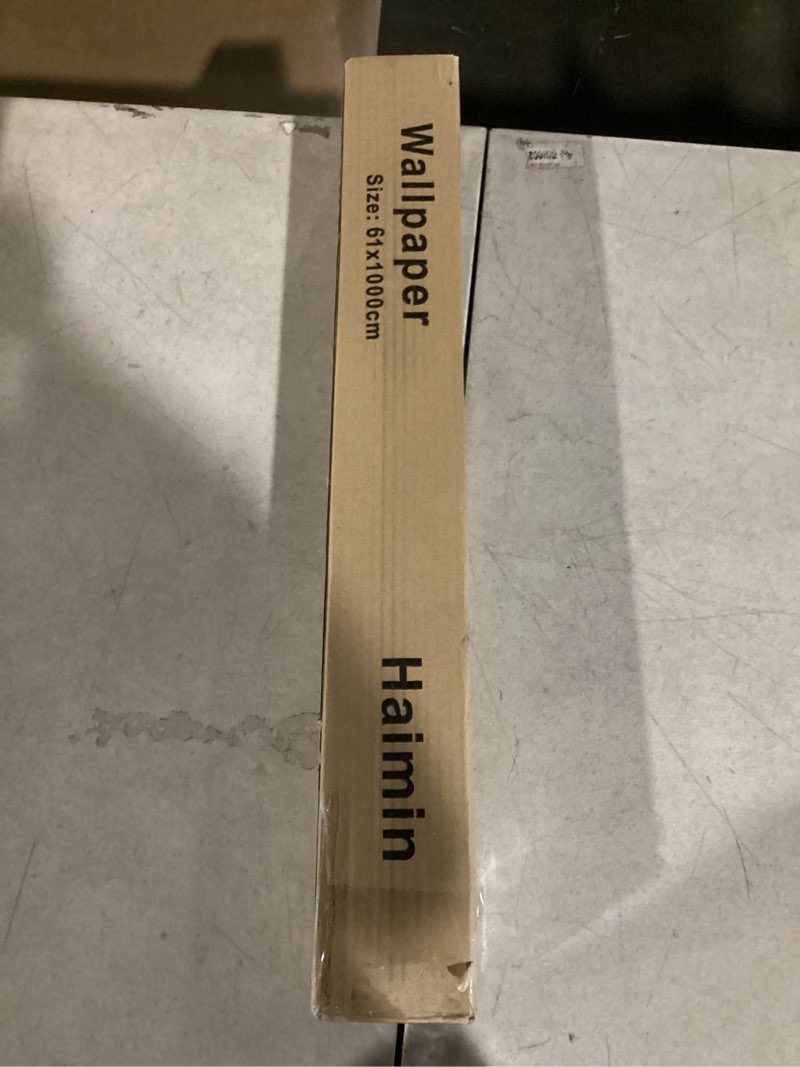 Wallpaper
Size: 61x1000cm
Haimin